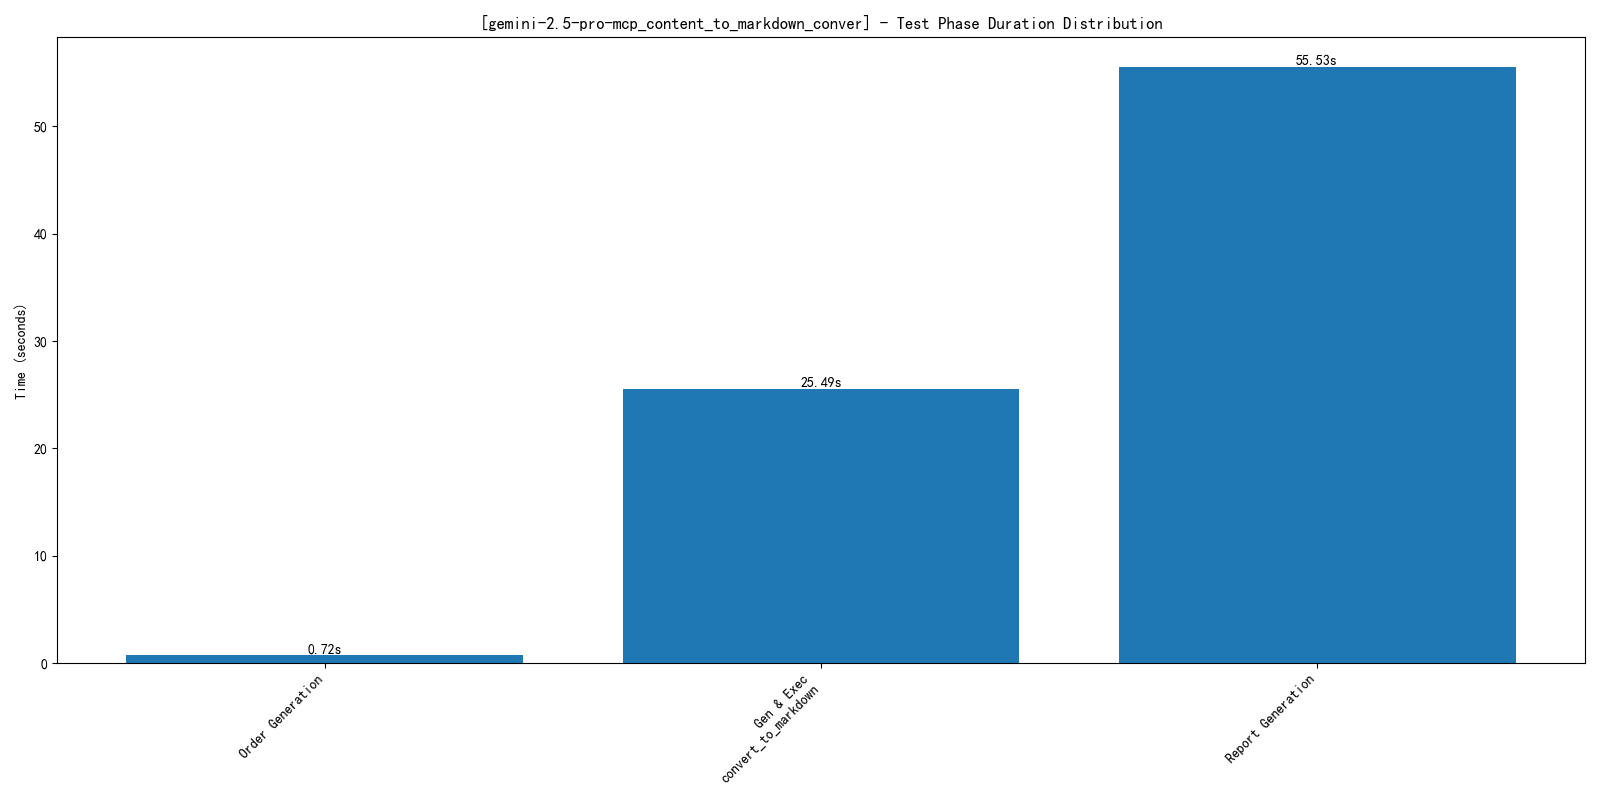 [gemini-2.5-pro-mcp_content_to_markdown_conver] - Test Phase Duration Distribution
Time (seconds)
50
40
30
20
10
0
0.72s
25.49s
55.53s
Order Generation
Gen & Exec
convert_to_markdown
Report Generation